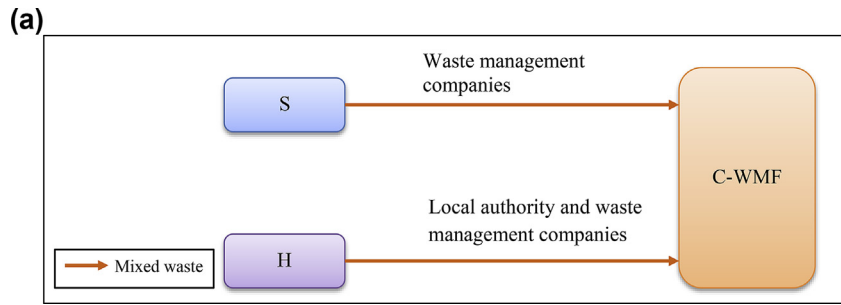 (a)
Waste management
companies
S
C-WMF
Local authority and waste
management companies
H
Mixed waste